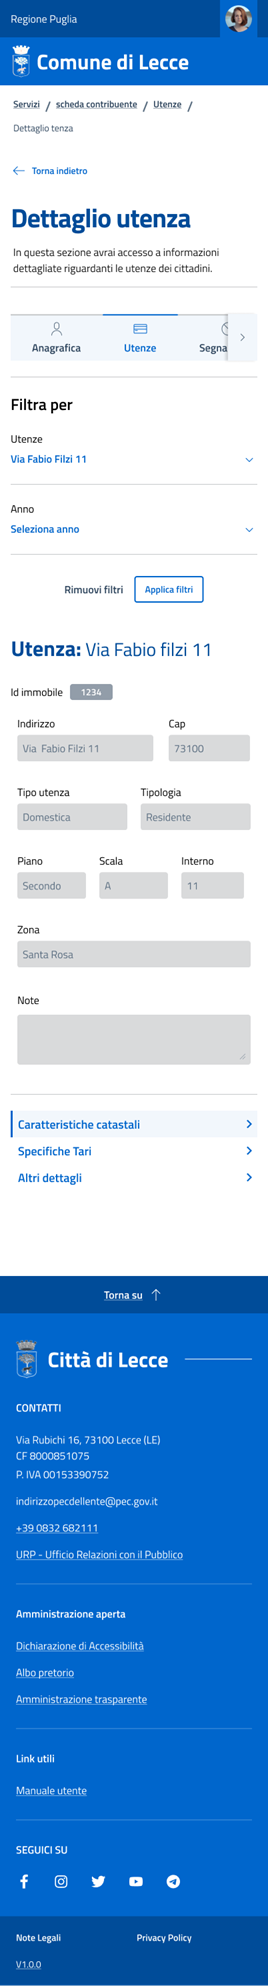 Regione Puglia
Comune di Lecce
Servizi / scheda contribuente / Utenze /
Dettaglio tenza
Torna indietro
Dettaglio utenza
In questa sezione avrai accesso a informazioni
dettagliate riguardanti le utenze dei cittadini.
Anagrafica Utenze Segna
Filtra per
Utenze
Via Fabio Filzi 11
Anno
Seleziona anno
Rimuovi filtri Applica filtri
Utenza: Via Fabio filzi 11
Id immobile 1234
Indirizzo Cap
Via Fabio Filzi 11 73100
Tipo utenza Tipologia
Domestica Residente
Piano Scala Interno
Secondo A 11
Zona
Santa Rosa
Note
Caratteristiche catastali
Specifiche Tari
Altri dettagli
Torna su
Città di Lecce
CONTATTI
Via Rubichi 16, 73100 Lecce (LE)
CF 8000851075
P. IVA 00153390752
indirizzopecdellente@pec.gov.it
+39 0832 682111
URP - Ufficio Relazioni con il Pubblico
Amministrazione aperta
Dichiarazione di Accessibilità
Albo pretorio
Amministrazione trasparente
Link utili
Manuale utente
SEGUICI SU
Note Legali Privacy Policy
V1.0.0